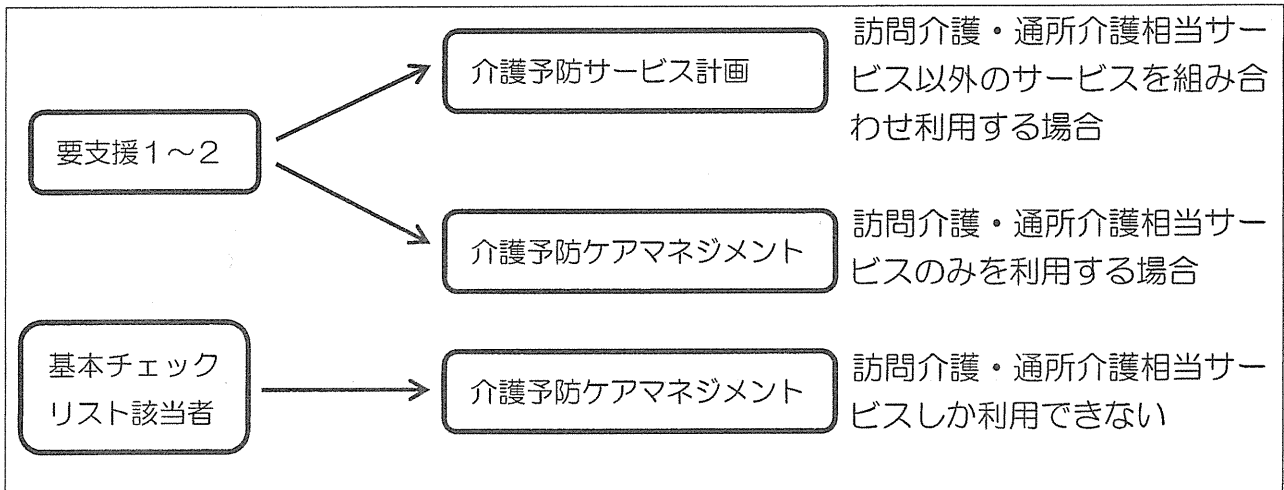 介護予防サービス計画
訪問介護・通所介護相当サー
ビス以外のサービスを組み合
わせ利用する場合
要支援1～2
介護予防ケアマネジメント
訪問介護・通所介護相当サー
ビスのみを利用する場合
基本チェック
リスト該当者
介護予防ケアマネジメント
訪問介護・通所介護相当サー
ビスしか利用できない